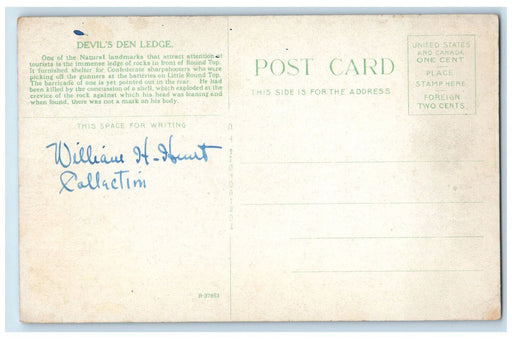 DEVIL'S DEN LEDGE.
One of the Natural landmarks that attract attention of
tourists is the immense ledge of rocks in front of Round Top.
It furnished shelter for Confederate sharpshooters who were
picking off the gunners at the batteries on Little Round Top.
The barricade of one is yet pointed out in the rear. He had
been killed by the concussion of a shell, which exploded at the
crevice of the rock against which his head was leaning and
when found, there was not a mark on his body.
THIS SPACE FOR WRITING
William H. Hunt
Collection
POST CARD
THIS SIDE IS FOR THE ADDRESS
UNITED STATES
AND CANADA
ONE CENT
PLACE
STAMP HERE
FOREIGN
TWO CENTS